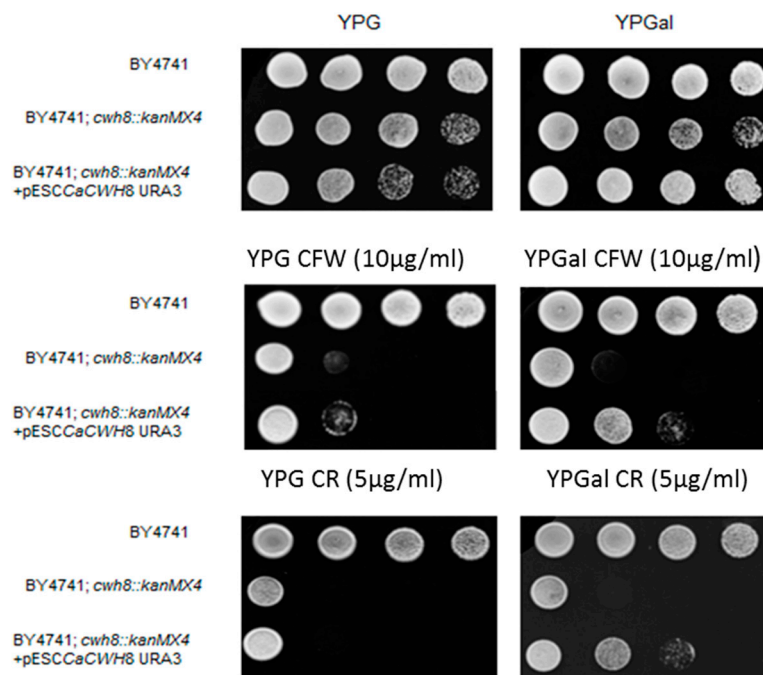 YPG
YPGal
BY4741
BY4741; cwh8::kanMX4
BY4741; cwh8::kanMX4
+pESCCaCWH8 URA3
YPG CFW (10µg/ml)
YPGal CFW (10µg/ml)
BY4741
BY4741; cwh8::kanMX4
BY4741; cwh8::kanMX4
+pESCCaCWH8 URA3
YPG CR (5µg/ml)
YPGal CR (5µg/ml)
BY4741
BY4741; cwh8::kanMX4
BY4741; cwh8::kanMX4
+pESCCaCWH8 URA3